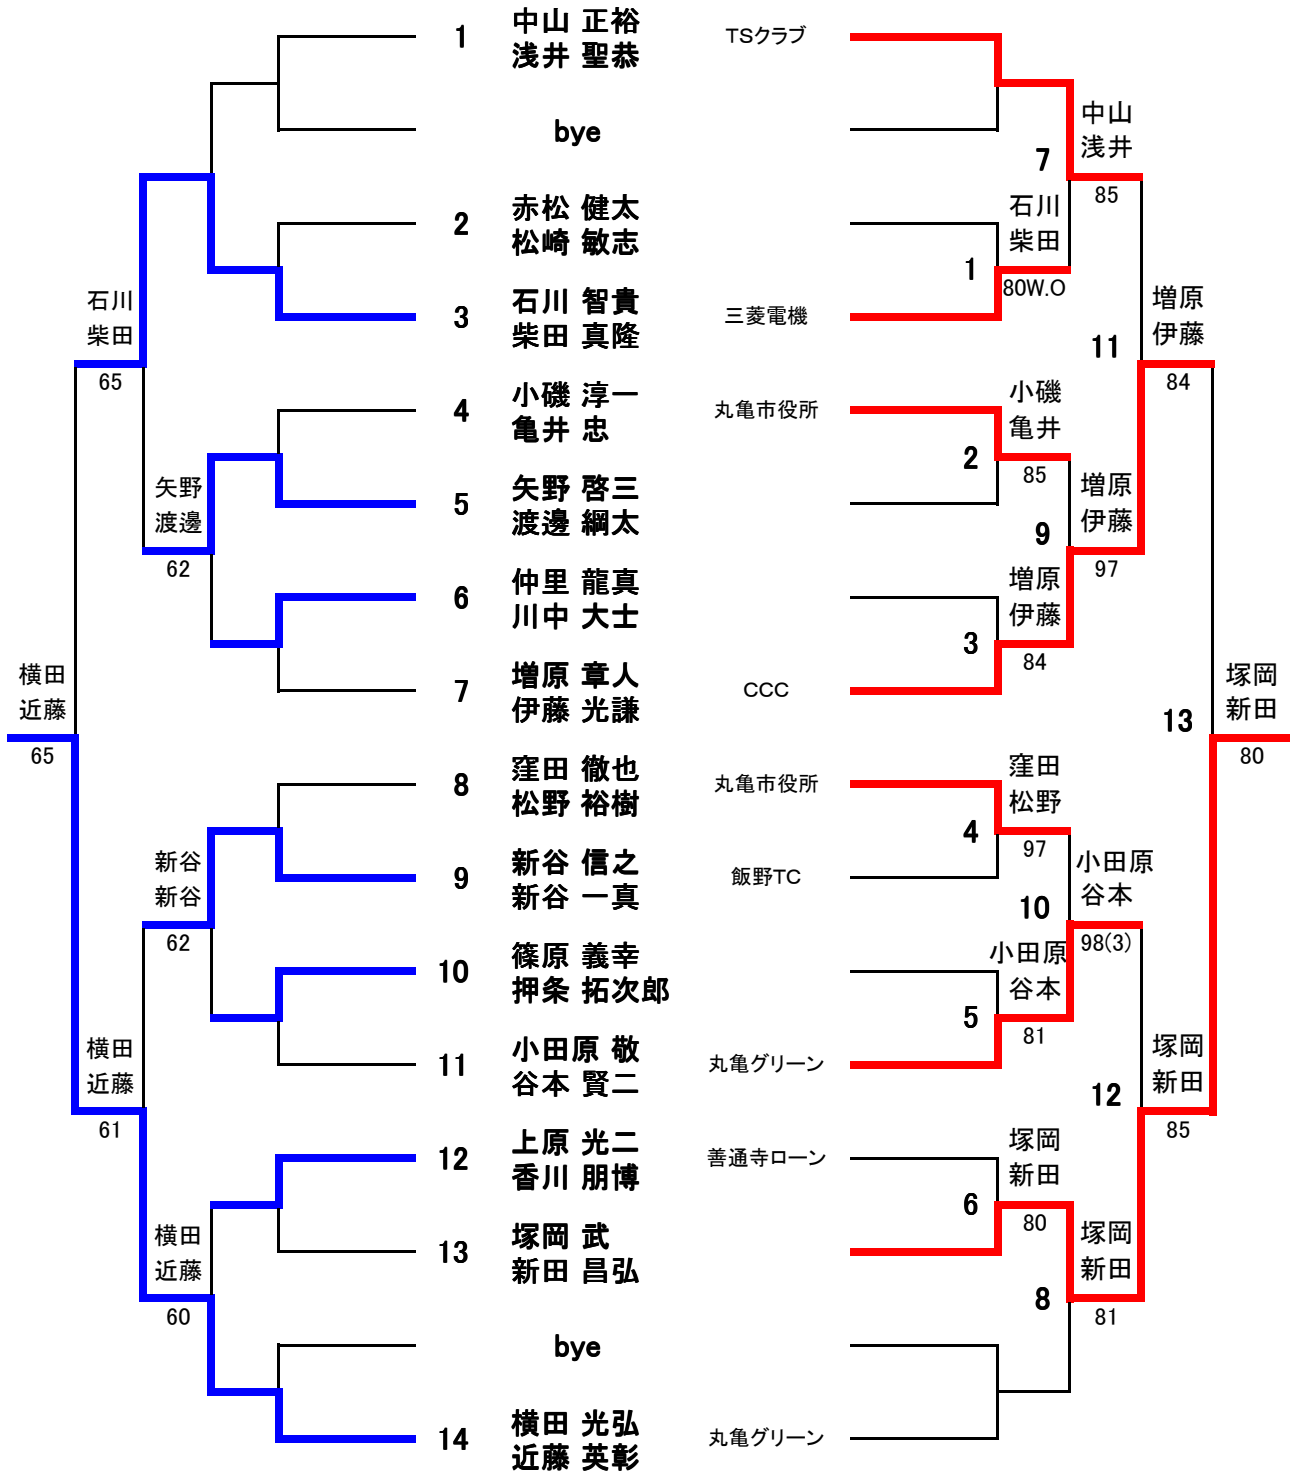 1 中山 正裕 TSクラブ
浅井 聖恭
bye
中山
浅井
7
85
2 赤松 健太
松崎 敏志
石川
柴田
1
80W.O
3 石川 智貴 三菱電機
柴田 真隆
石川
柴田
65
増原
伊藤
11
84
4 小磯 淳一 丸亀市役所
亀井 忠
小磯
亀井
2
85
5 矢野 啓三
渡邊 綱太
矢野
渡邊
62
増原
伊藤
9
97
6 仲里 龍真
川中 大士
増原
伊藤
3
84
7 増原 章人 CCC
伊藤 光謙
横田
近藤
65
塚岡
新田
13
80
8 窪田 徹也 丸亀市役所
松野 裕樹
窪田
松野
4
97
9 新谷 信之 飯野TC
新谷 一真
新谷
新谷
62
小田原
谷本
10
98(3)
10 篠原 義幸
押条 拓次郎
小田原
谷本
5
81
11 小田原 敬 丸亀グリーン
谷本 賢二
横田
近藤
61
塚岡
新田
12
85
12 上原 光二 善通寺ローン
香川 朋博
塚岡
新田
6
80
13 塚岡 武
新田 昌弘
横田
近藤
60
塚岡
新田
8
81
bye
14 横田 光弘 丸亀グリーン
近藤 英彰